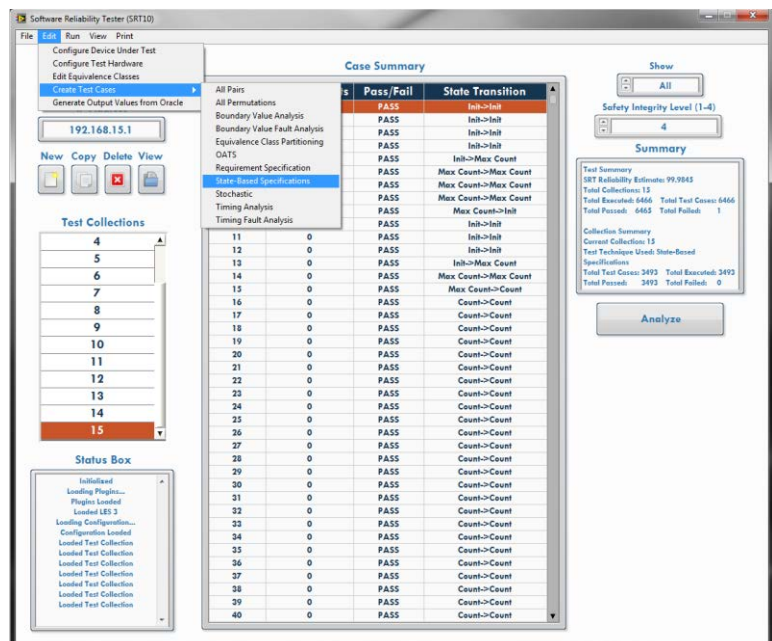 Software Reliability Tester (SRT10)
File Edit Run View Print
Configure Device Under Test
Configure Test Hardware
Edit Equivalence Classes
Create Test Cases
Generate Output Values from Oracle
All Pairs
All Permutations
Boundary Value Analysis
Boundary Value Fault Analysis
Equivalence Class Partitioning
OATS
Requirement Specification
State-Based Specifications
Stochastic
Timing Analysis
Timing Fault Analysis
192.168.15.1
New Copy Delete View
Test Collections
4
5
6
7
8
9
10
11
12
13
14
15
Status Box
Initialized
Loading Plugins...
Plugins Loaded
Loaded LES 3
Loading Configuration...
Configuration Loaded
Loaded Test Collection
Loaded Test Collection
Loaded Test Collection
Loaded Test Collection
Loaded Test Collection
Loaded Test Collection
Loaded Test Collection
Case Summary
Pass/Fail State Transition
PASS Init->Init
PASS Init->Init
PASS Init->Init
PASS Init->Init
PASS Init->Max Count
PASS Max Count->Max Count
PASS Max Count->Max Count
PASS Max Count->Max Count
PASS Max Count->Init
PASS Init->Init
11 0 PASS Init->Init
12 0 PASS Init->Init
13 0 PASS Init->Max Count
14 0 PASS Max Count->Max Count
15 0 PASS Max Count->Count
16 0 PASS Count->Count
17 0 PASS Count->Count
18 0 PASS Count->Count
19 0 PASS Count->Count
20 0 PASS Count->Count
21 0 PASS Count->Count
22 0 PASS Count->Count
23 0 PASS Count->Count
24 0 PASS Count->Count
25 0 PASS Count->Count
26 0 PASS Count->Count
27 0 PASS Count->Count
28 0 PASS Count->Count
29 0 PASS Count->Count
30 0 PASS Count->Count
31 0 PASS Count->Count
32 0 PASS Count->Count
33 0 PASS Count->Count
34 0 PASS Count->Count
35 0 PASS Count->Count
36 0 PASS Count->Count
37 0 PASS Count->Count
38 0 PASS Count->Count
39 0 PASS Count->Count
40 0 PASS Count->Count
Show
All
Safety Integrity Level (1-4)
4
Summary
Test Summary
SRT Reliability Estimate: 99.9845
Total Collections: 15
Total Executed: 6466 Total Test Cases: 6466
Total Passed: 6465 Total Failed: 1
Collection Summary
Current Collection: 15
Test Technique Used: State-Based
Specifications
Total Test Cases: 3493 Total Executed: 3493
Total Passed: 3493 Total Failed: 0
Analyze